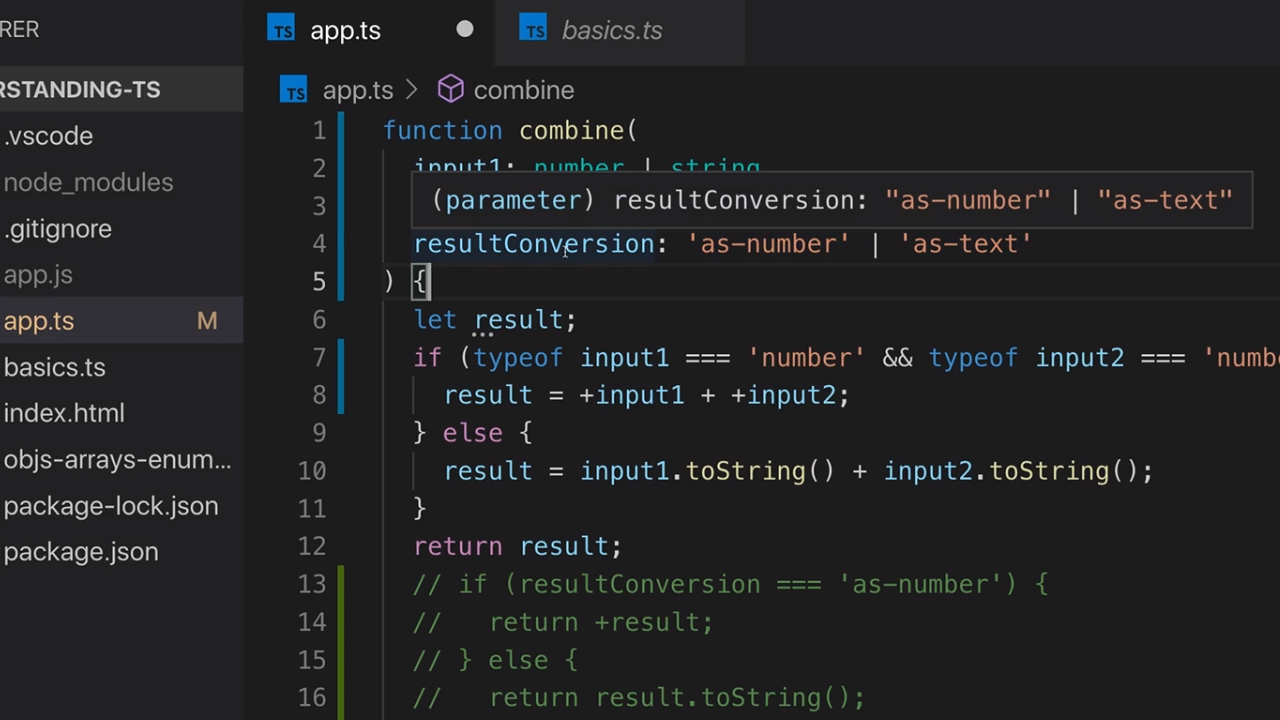 RER
TS app.ts
TS basics.ts
RSTANDING-TS
TS app.ts > combine
.vscode
node_modules
.gitignore
app.js
app.ts M
basics.ts
index.html
objs-arrays-enum...
package-lock.json
package.json
1 function combine(
2 input1: number | string
3
(parameter) resultConversion: "as-number" | "as-text"
4 resultConversion: 'as-number' | 'as-text'
5 ) {
6 let result;
7 if (typeof input1 === 'number' && typeof input2 === 'numb
8 result = +input1 + +input2;
9 } else {
10 result = input1.toString() + input2.toString();
11 }
12 return result;
13 // if (resultConversion === 'as-number') {
14 //   return +result;
15 // } else {
16 //   return result.toString();